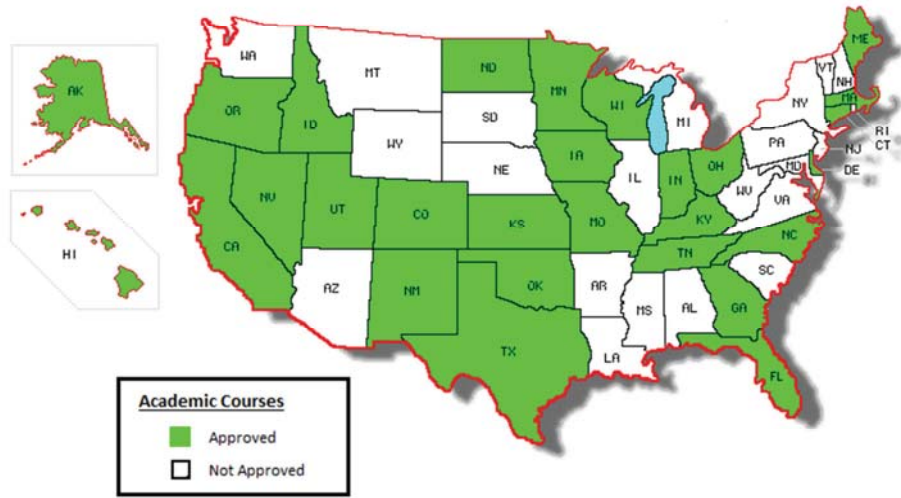 ME
WA
VT
NH
MT
ND
AK
MN
OR
MA
WI
NY
ID
SD
MI
RI
WY
CT
PA
NJ
IA
OH
MD
NE
DE
IL
IN
NV
WV
UT
VA
CO
MO
KY
KS
CA
NC
TN
HI
OK
SC
AZ
NM
AR
MS
AL
GA
TX
LA
FL
Academic Courses
Approved
Not Approved